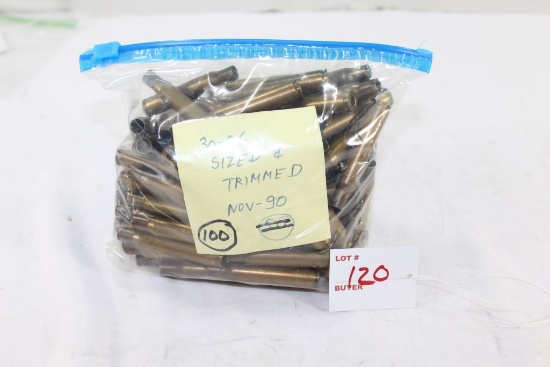 30-06
SIZED &
TRIMMED
NOV-90
100
LOT #
120
BUYER